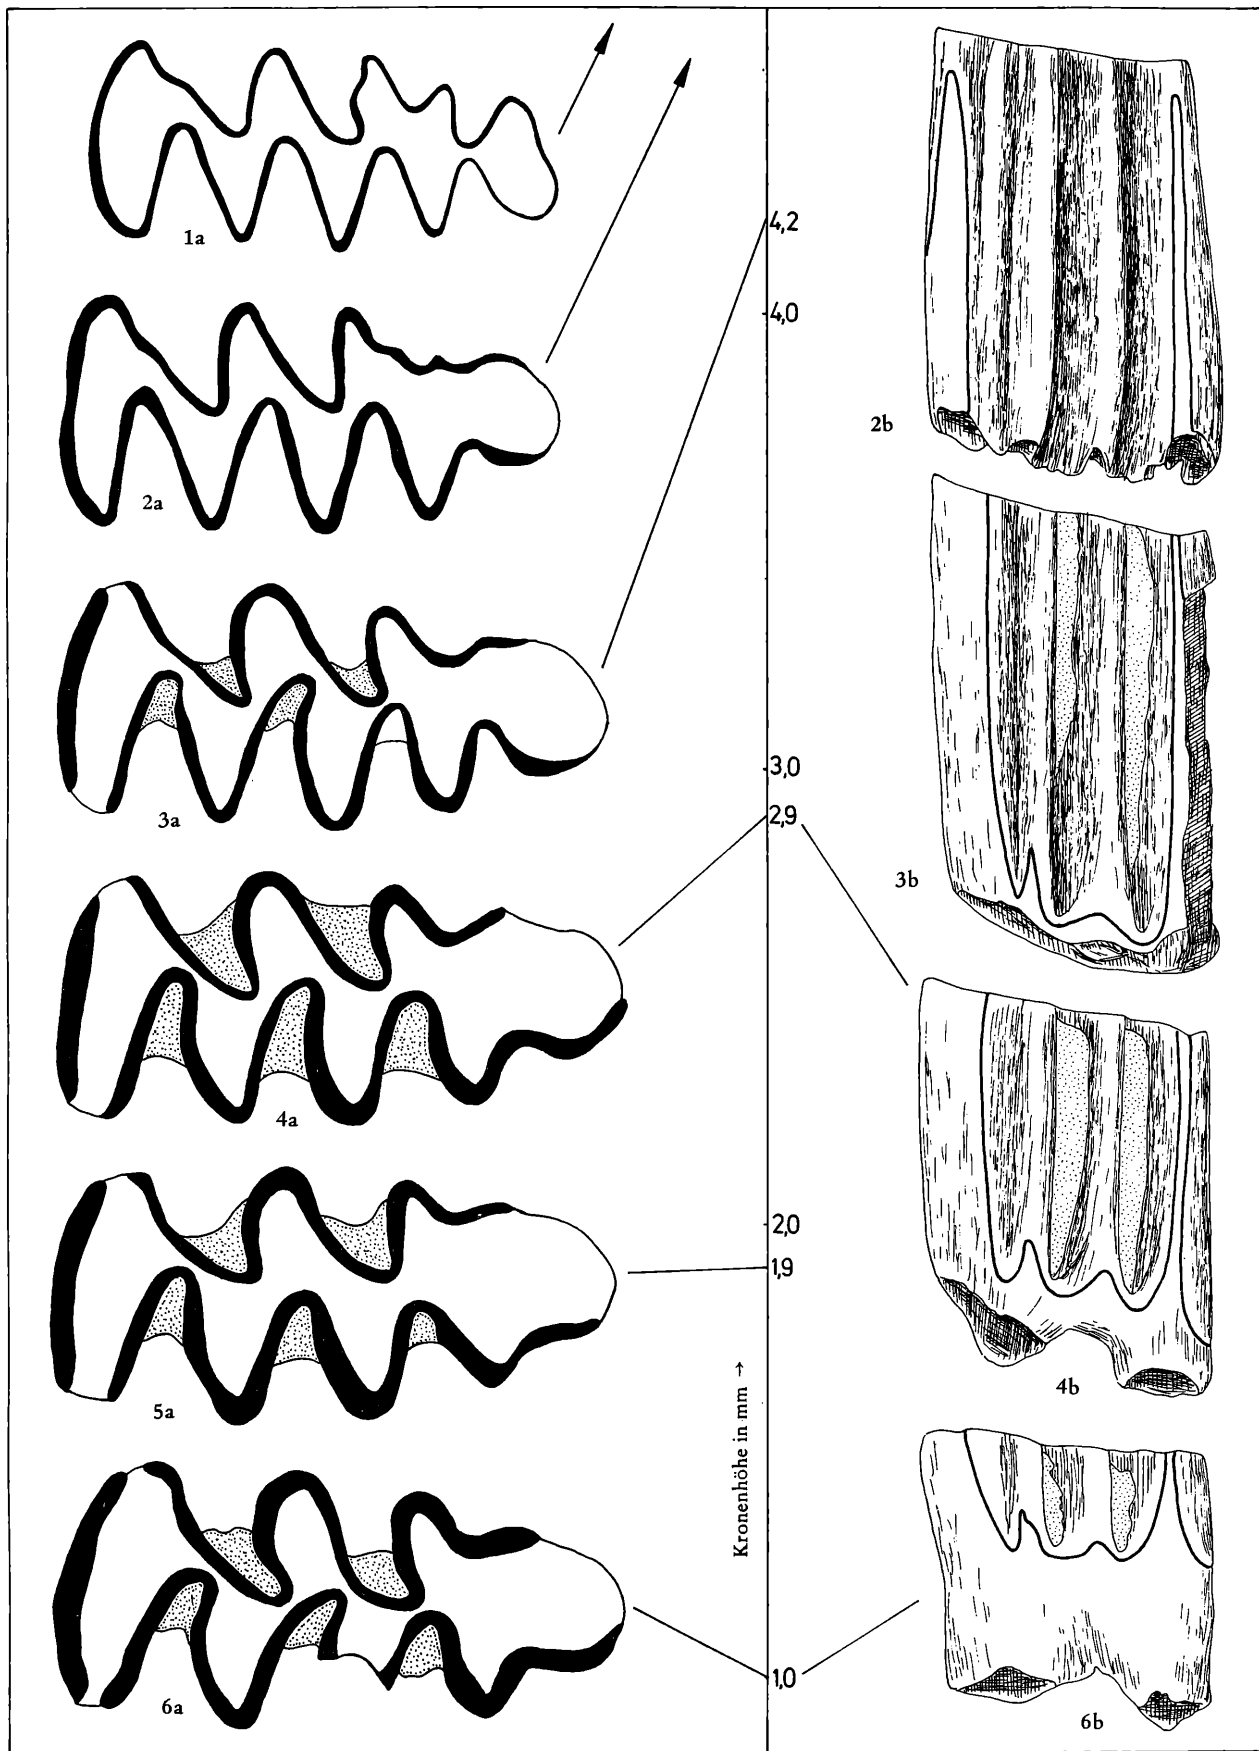 1a
2a
3a
4a
5a
6a
4,2
4,0
3,0
2,9
2,0
1,9
1,0
Kronenhöhe in mm →
2b
3b
4b
6b